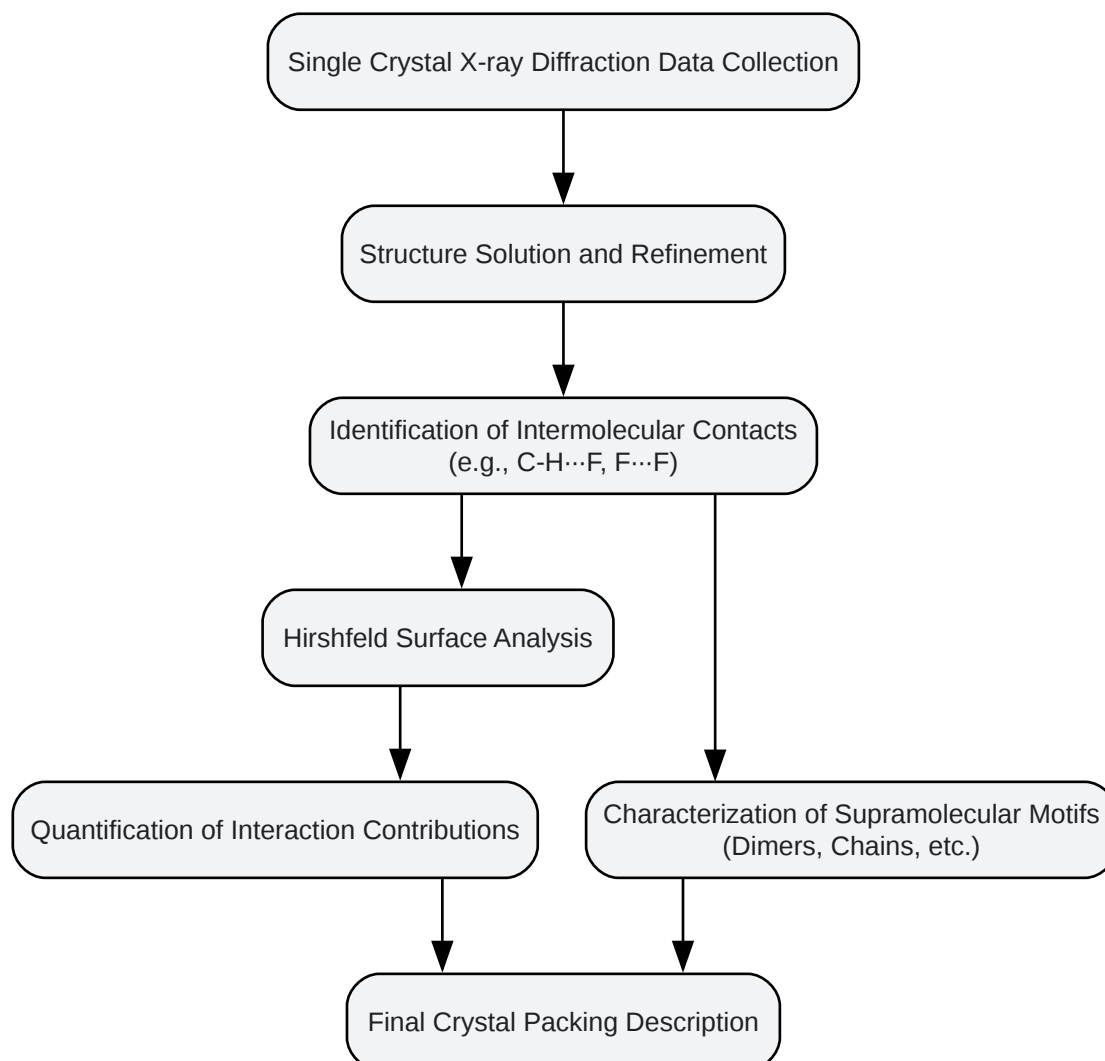 Single Crystal X-ray Diffraction Data Collection
Structure Solution and Refinement
Identification of Intermolecular Contacts
(e.g., C-H···F, F···F)
Hirshfeld Surface Analysis
Quantification of Interaction Contributions
Characterization of Supramolecular Motifs
(Dimers, Chains, etc.)
Final Crystal Packing Description